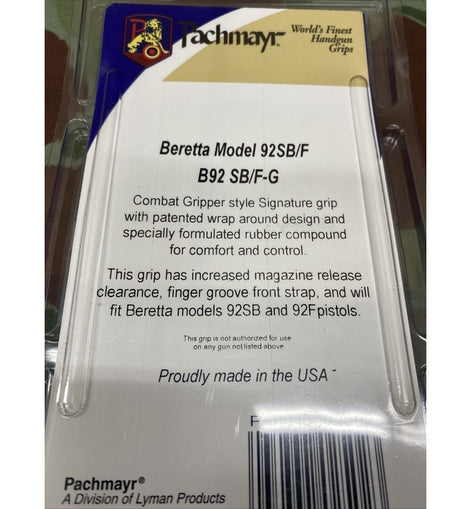 Pachmayr®
World's Finest
Handgun
Grips
Beretta Model 92SB/F
B92 SB/F-G
Combat Gripper style Signature grip
with patented wrap around design and
specially formulated rubber compound
for comfort and control.
This grip has increased magazine release
clearance, finger groove front strap, and will
fit Beretta models 92SB and 92Fpistols.
This grip is not authorized for use
on any gun not listed above
Proudly made in the USA
Pachmayr®
A Division of Lyman Products